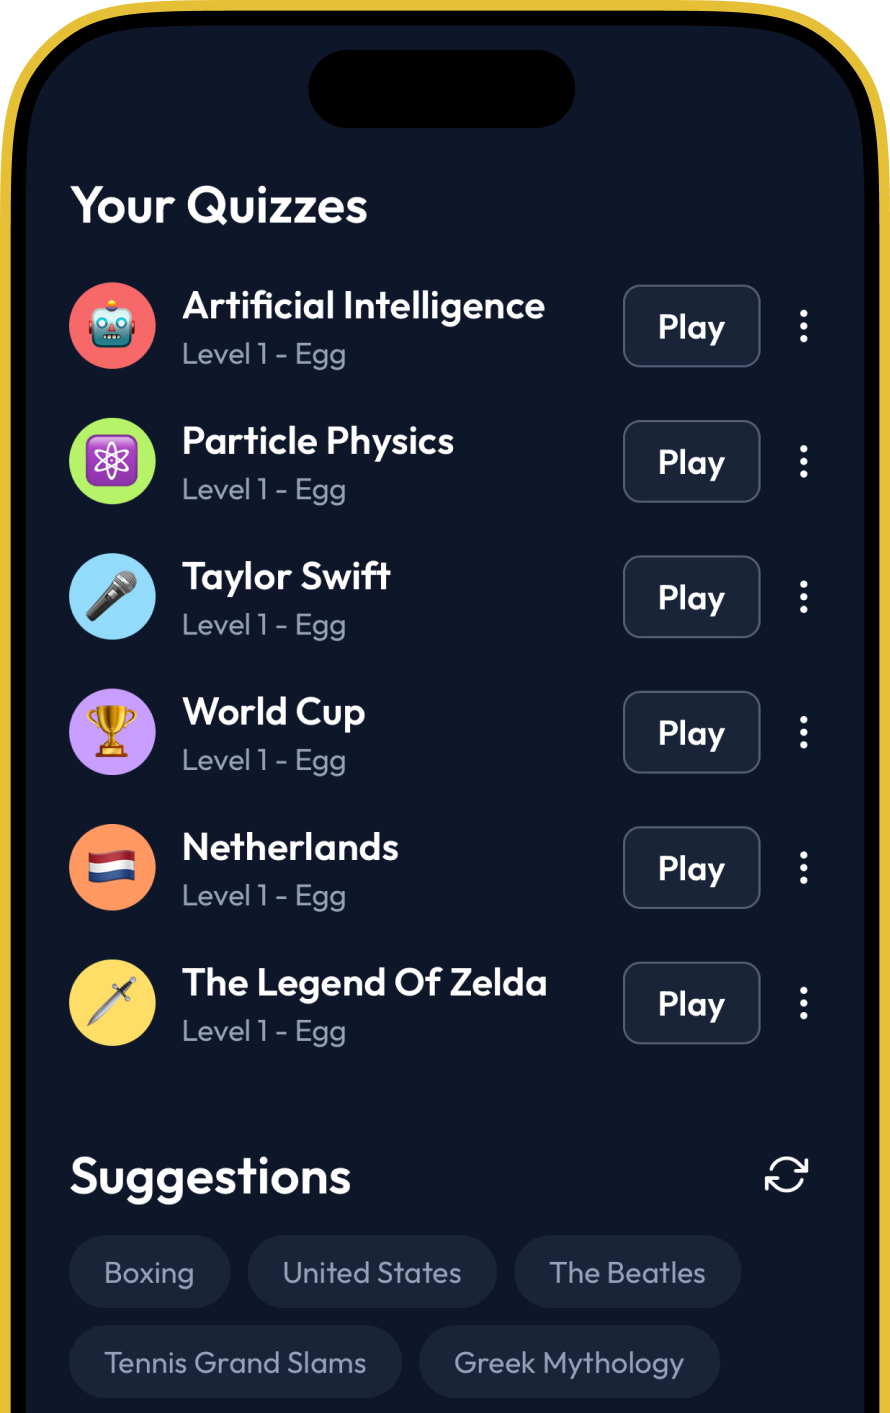 Your Quizzes
Artificial Intelligence
Level 1 - Egg
Play
Particle Physics
Level 1 - Egg
Play
Taylor Swift
Level 1 - Egg
Play
World Cup
Level 1 - Egg
Play
Netherlands
Level 1 - Egg
Play
The Legend Of Zelda
Level 1 - Egg
Play
Suggestions
Boxing United States The Beatles
Tennis Grand Slams Greek Mythology